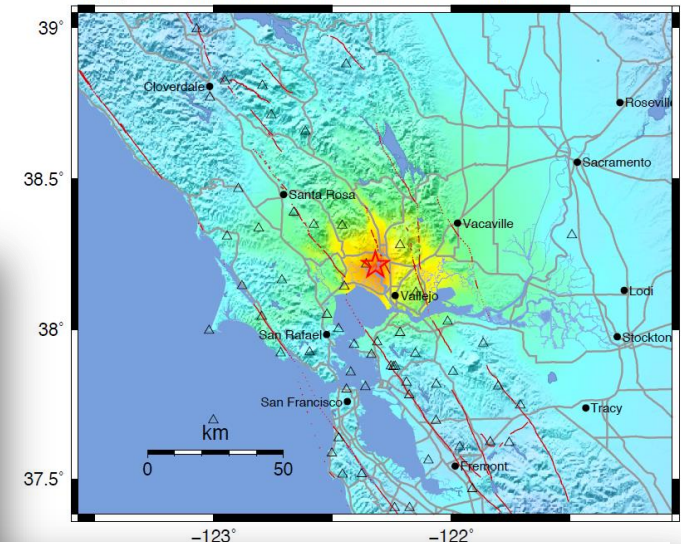 39°
Cloverdale
Roseville
Sacramento
38.5°
Santa Rosa
Vacaville
Lodi
Vallejo
38°
San Rafael
Stockton
San Francisco
Tracy
km
0 50
Fremont
37.5°
−123° −122°